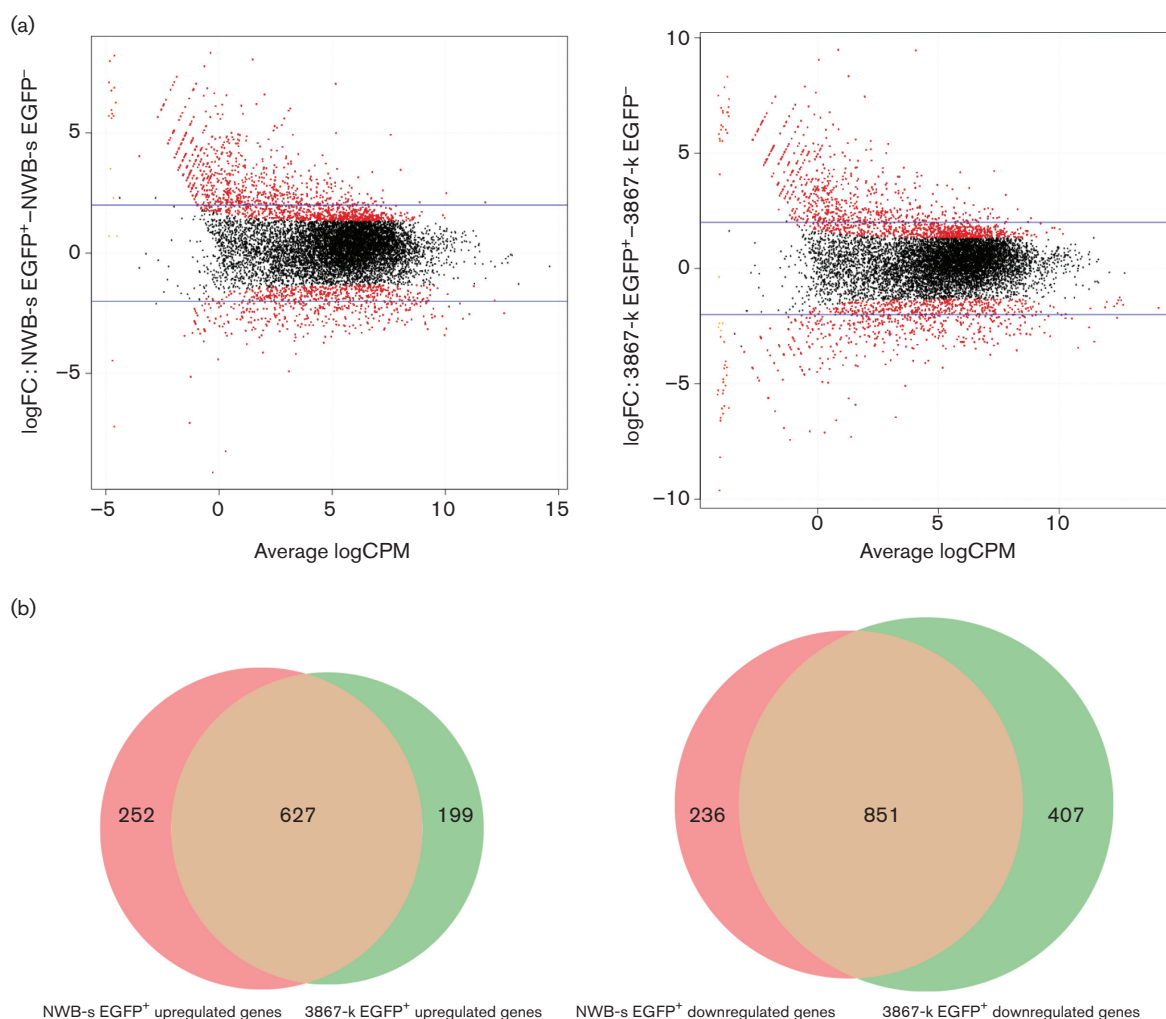 (a)
logFC : NWB-s EGFP⁺–NWB-s EGFP⁻
5
0
–5
–5
0
5
10
15
Average logCPM
logFC : 3867-k EGFP⁺–3867-k EGFP⁻
10
5
0
–5
–10
0
5
10
Average logCPM
(b)
252
627
199
NWB-s EGFP⁺ upregulated genes
3867-k EGFP⁺ upregulated genes
236
851
407
NWB-s EGFP⁺ downregulated genes
3867-k EGFP⁺ downregulated genes